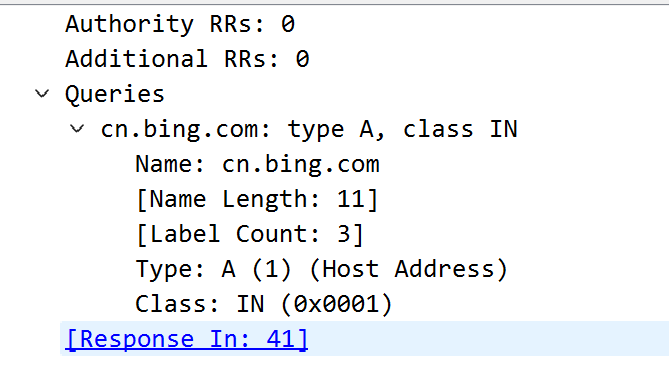 Authority RRs: 0
Additional RRs: 0
Queries
cn.bing.com: type A, class IN
Name: cn.bing.com
[Name Length: 11]
[Label Count: 3]
Type: A (1) (Host Address)
Class: IN (0x0001)
[Response In: 41]